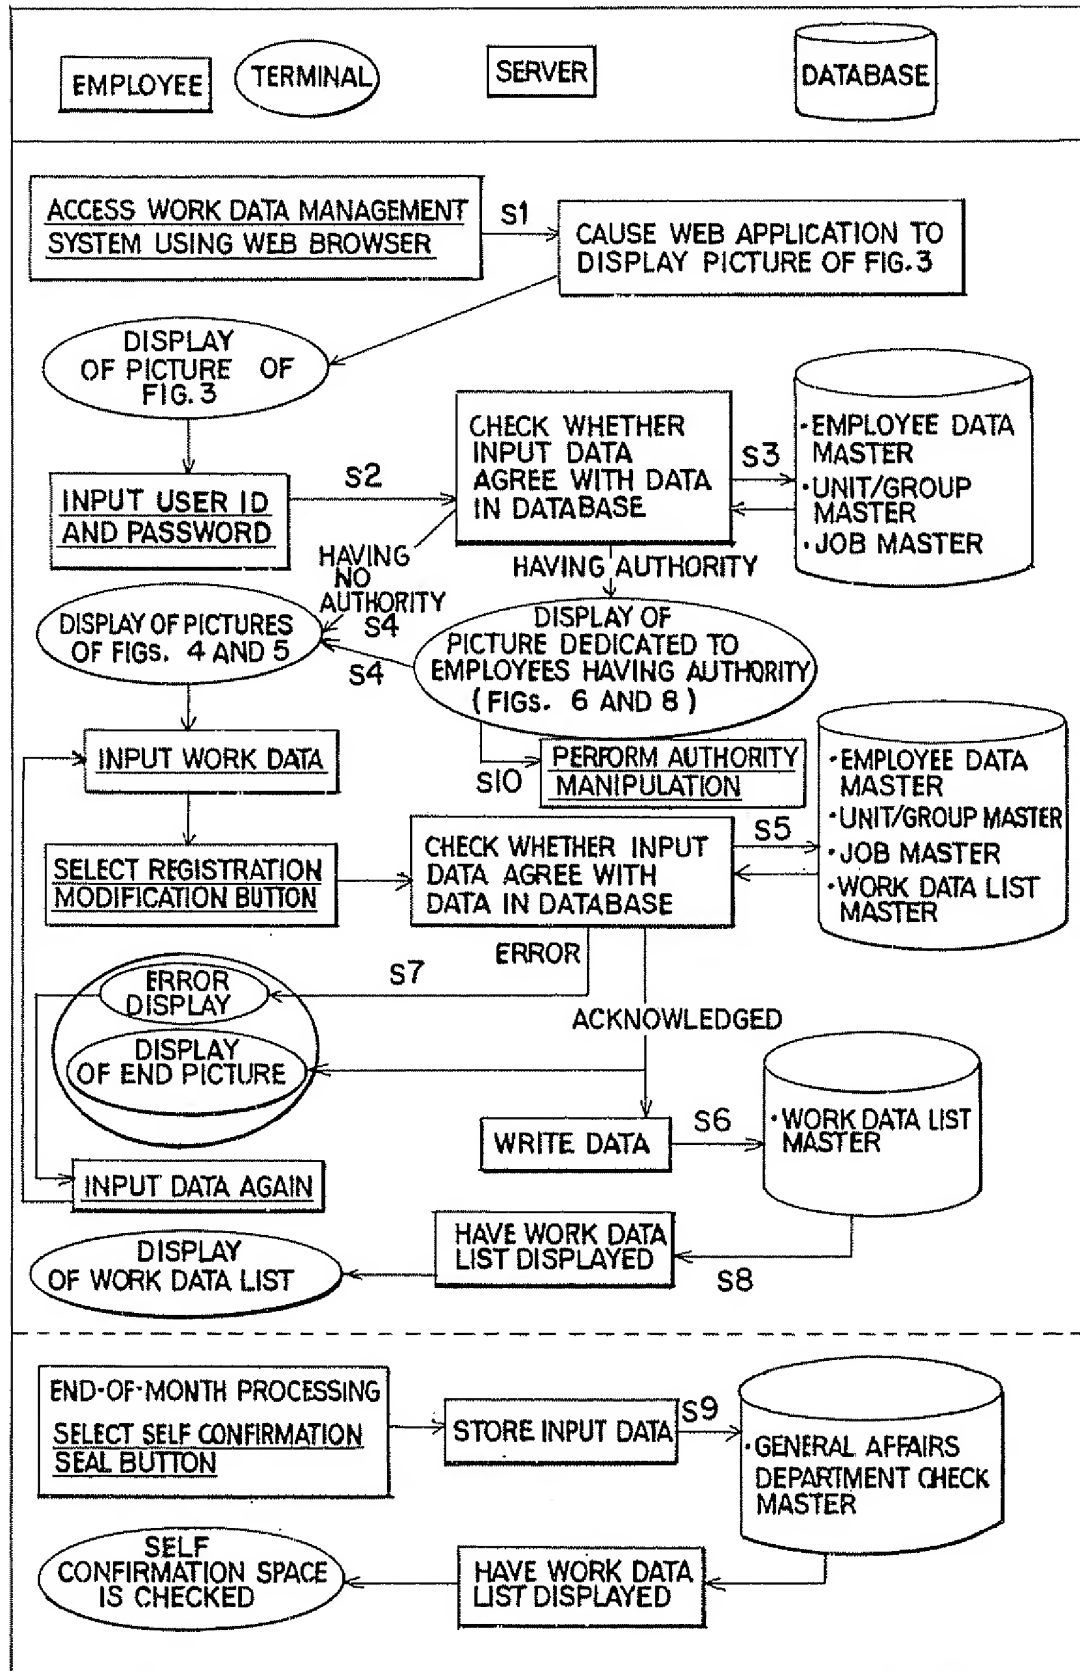 EMPLOYEE
TERMINAL
SERVER
DATABASE
ACCESS WORK DATA MANAGEMENT
SYSTEM USING WEB BROWSER
S1
CAUSE WEB APPLICATION TO
DISPLAY PICTURE OF FIG.3
DISPLAY
OF PICTURE OF
FIG.3
INPUT USER ID
AND PASSWORD
S2
CHECK WHETHER
INPUT DATA
AGREE WITH DATA
IN DATABASE
S3
·EMPLOYEE DATA
MASTER
·UNIT/GROUP
MASTER
·JOB MASTER
HAVING
NO
AUTHORITY
S4
HAVING AUTHORITY
DISPLAY OF PICTURES
OF FIGs. 4 AND 5
S4
DISPLAY OF
PICTURE DEDICATED TO
EMPLOYEES HAVING AUTHORITY
(FIGs. 6 AND 8)
S10
PERFORM AUTHORITY
MANIPULATION
INPUT WORK DATA
SELECT REGISTRATION
MODIFICATION BUTTON
CHECK WHETHER INPUT
DATA AGREE WITH
DATA IN DATABASE
S5
·EMPLOYEE DATA
MASTER
·UNIT/GROUP MASTER
·JOB MASTER
·WORK DATA LIST
MASTER
ERROR
S7
ERROR
DISPLAY
ACKNOWLEDGED
DISPLAY
OF END PICTURE
WRITE DATA
S6
·WORK DATA LIST
MASTER
INPUT DATA AGAIN
HAVE WORK DATA
LIST DISPLAYED
S8
DISPLAY
OF WORK DATA LIST
END-OF-MONTH PROCESSING
SELECT SELF CONFIRMATION
SEAL BUTTON
STORE INPUT DATA
S9
·GENERAL AFFAIRS
DEPARTMENT CHECK
MASTER
SELF
CONFIRMATION SPACE
IS CHECKED
HAVE WORK DATA
LIST DISPLAYED